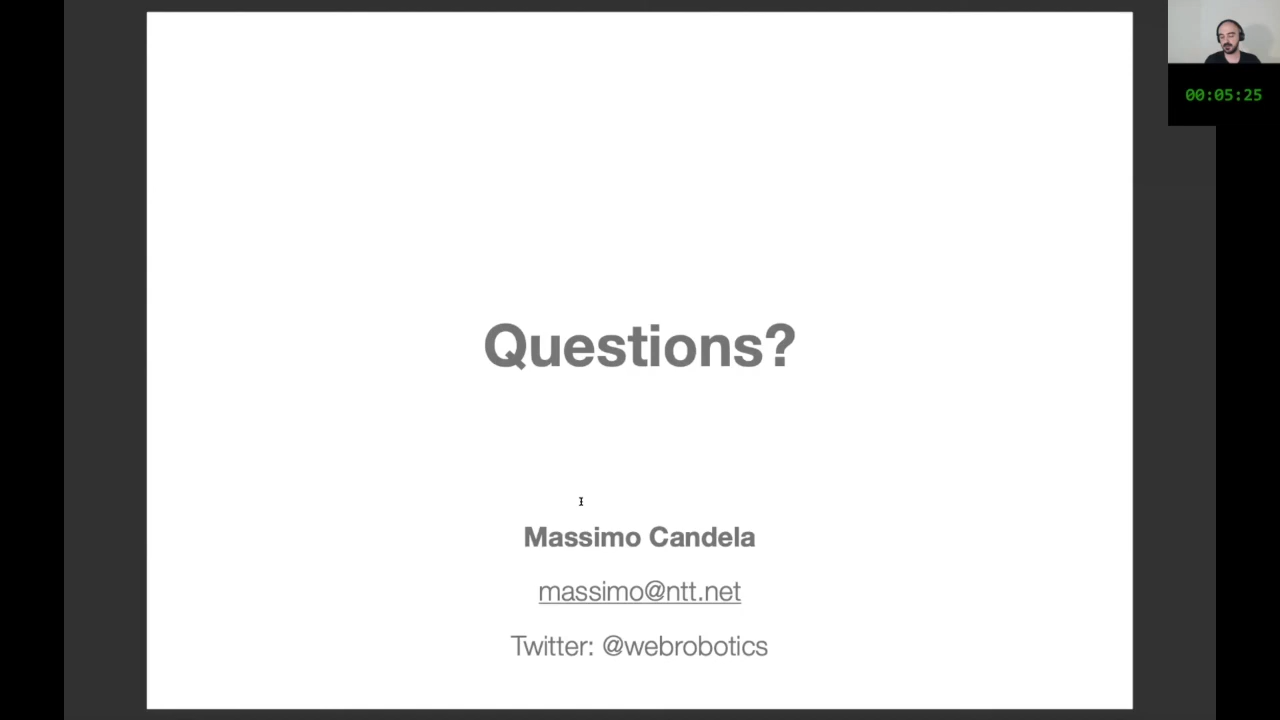 00:05:25
Questions?
Massimo Candela
massimo@ntt.net
Twitter: @webrobotics